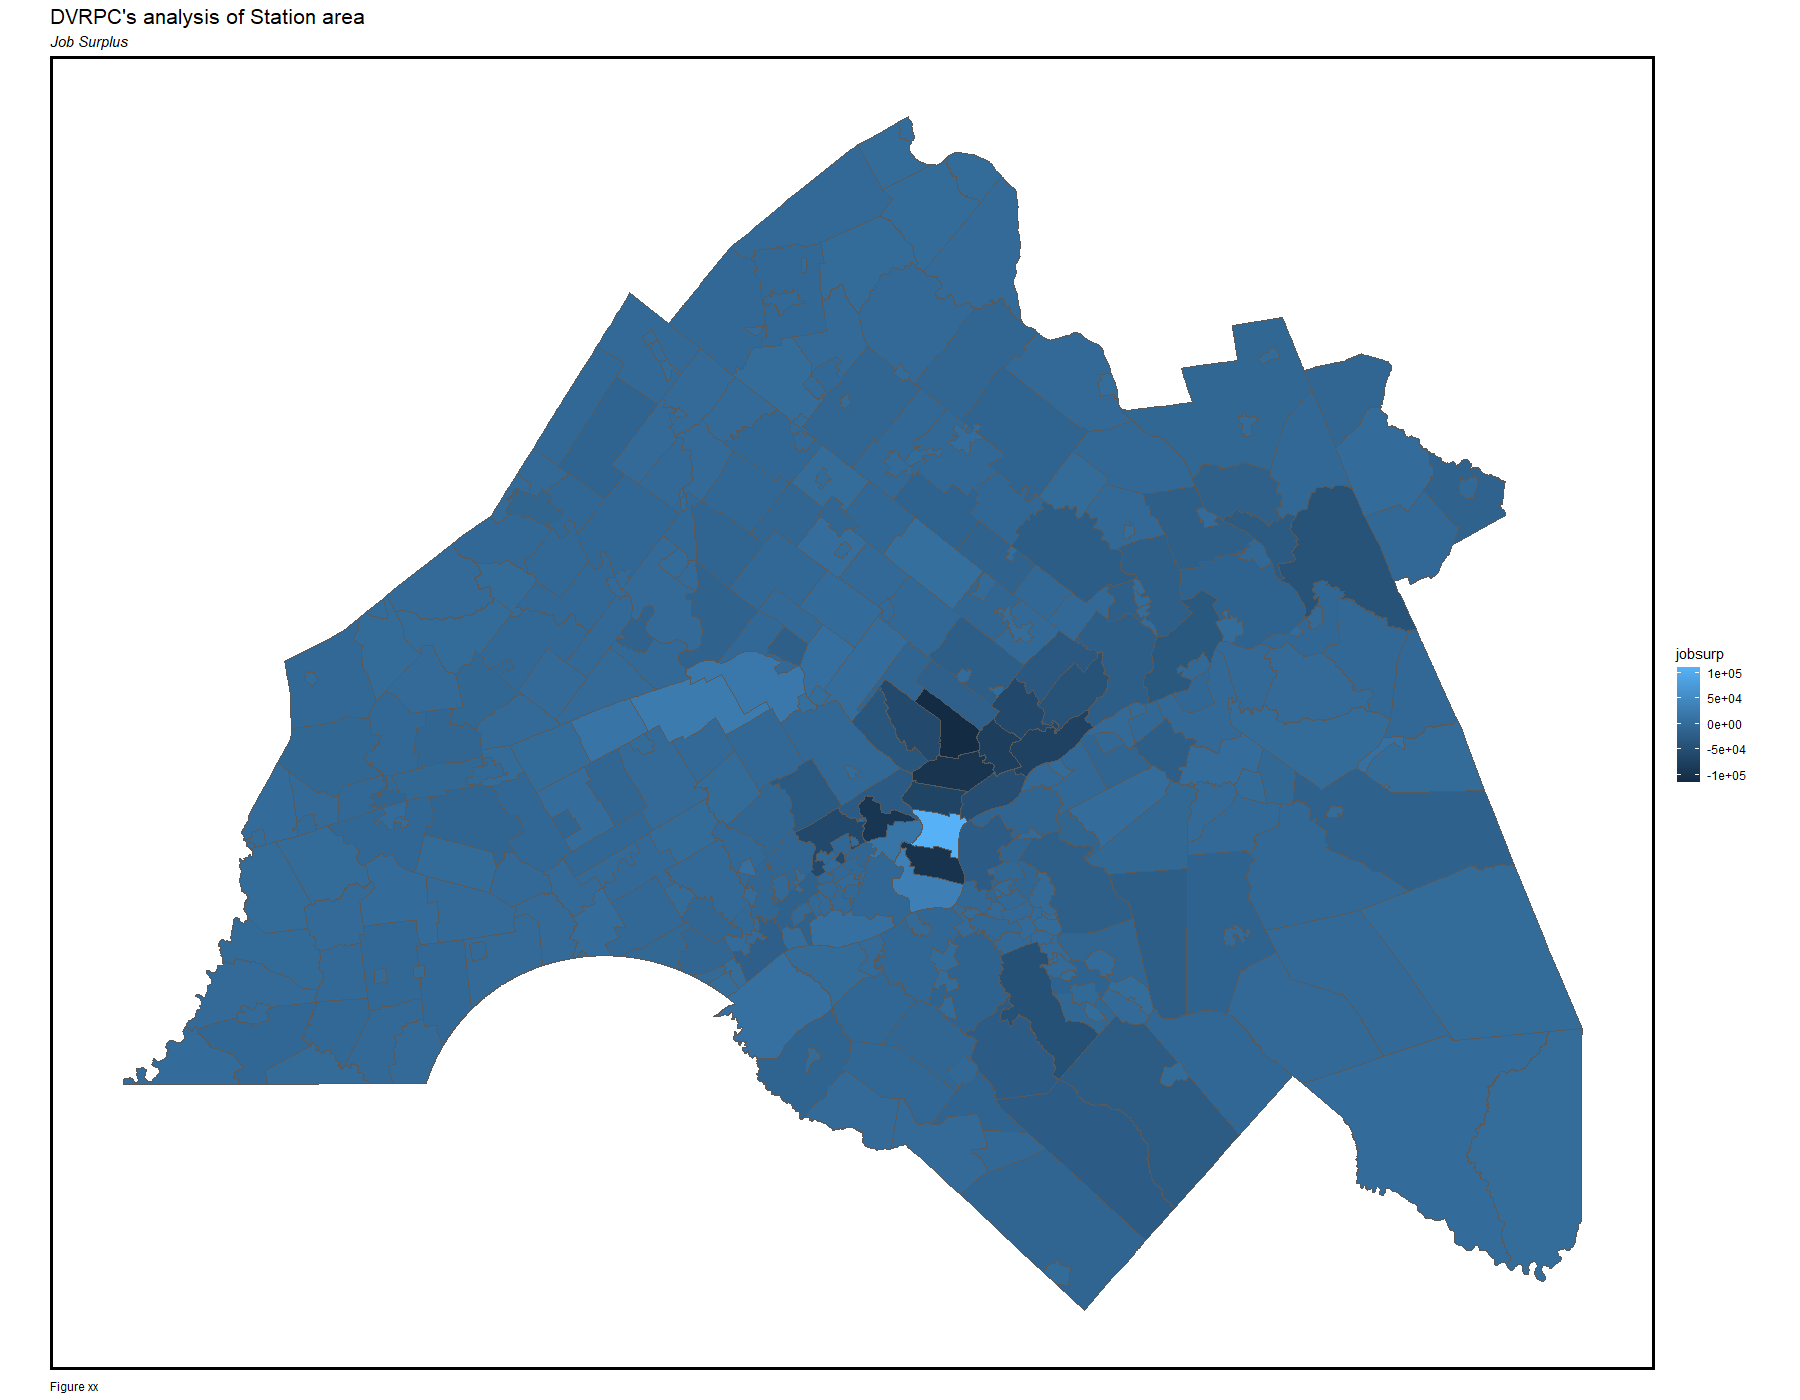 DVRPC's analysis of Station area
Job Surplus
jobsurp
1e+05
5e+04
0e+00
-5e+04
-1e+05
Figure xx